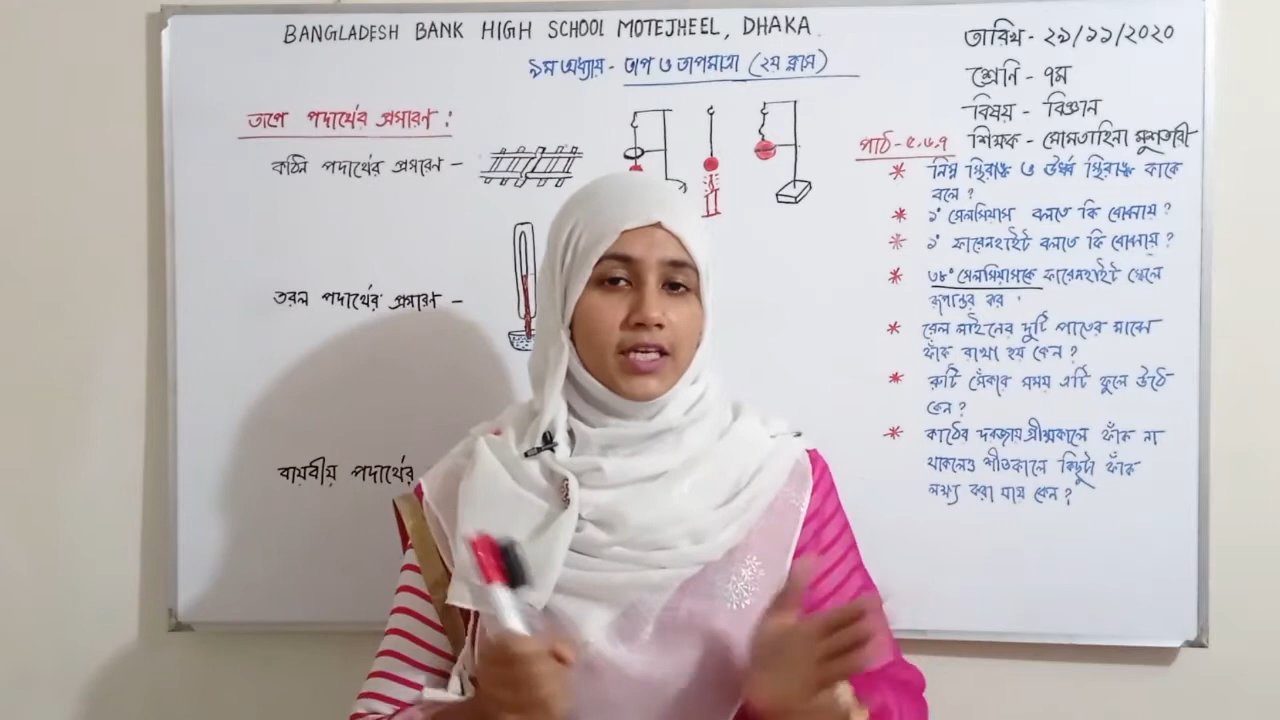 BANGLADESH BANK HIGH SCHOOL MOTEJHEEL, DHAKA
৯ম অধ্যায় - তাপ ও তাপমাত্রা (২য় ক্লাস)
তারিখ - ২৯/১১/২০২০
শ্রেণি - ৭ম
বিষয় - বিজ্ঞান
শিক্ষক - মোমতাহিনা মুশতারী
তাপে পদার্থের প্রসারণ :
কঠিন পদার্থের প্রসারণ -
তরল পদার্থের প্রসারণ -
বায়বীয় পদার্থের
পাঠ - ৫,৬,৭
* নিম্ন স্থিরাঙ্ক ও ঊর্ধ্ব স্থিরাঙ্ক কাকে
বলে ?
* ১° সেলসিয়াস বলতে কি বোঝায় ?
* ১° ফারেনহাইট বলতে কি বোঝায় ?
* ৩৮° সেলসিয়াসকে ফারেনহাইট স্কেলে
রূপান্তর কর ।
* রেল লাইনের দুটি পাতের মাঝে
ফাঁক রাখা হয় কেন ?
* রুটি সেঁকার সময় এটি ফুলে উঠে
কেন ?
* কাঠের দরজায় গ্রীষ্মকালে ফাঁক না
থাকলেও শীতকালে কিছুটা ফাঁক
লক্ষ্য করা যায় কেন ?